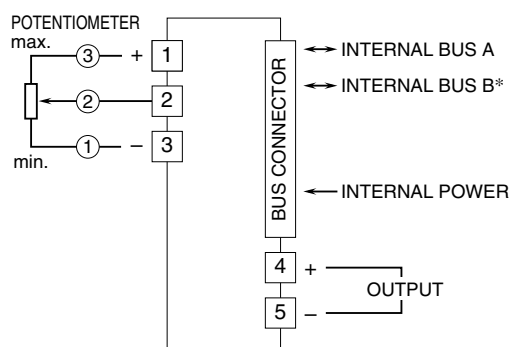 POTENTIOMETER
max.
3 + 1
INTERNAL BUS A
INTERNAL BUS B*
2 2
1 – 3
min.
BUS CONNECTOR
INTERNAL POWER
4 +
OUTPUT
5 –